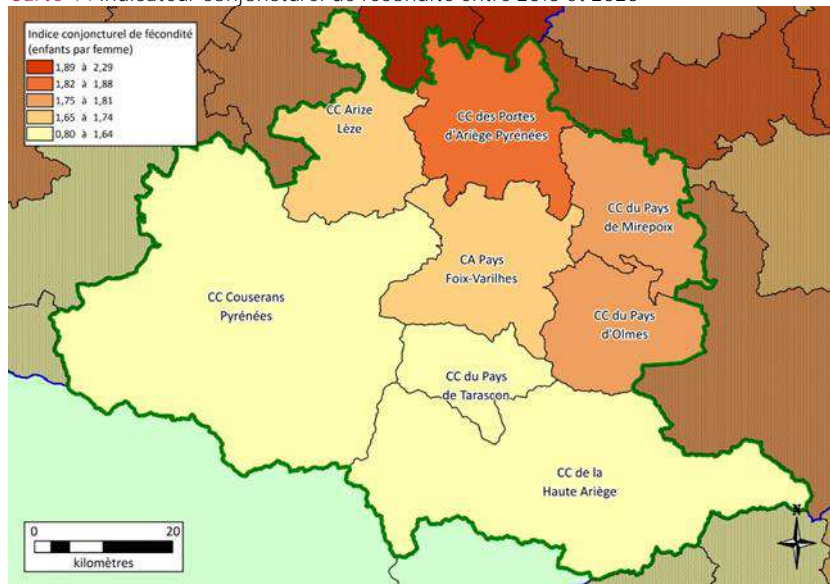 Indice conjoncturel de fécondité
(enfants par femme)
1,89 à 2,29
1,82 à 1,88
1,75 à 1,81
1,65 à 1,74
0,80 à 1,64
CC Arize
Lèze
CC des Portes
d'Ariège Pyrénées
CC du Pays
de Mirepoix
CA Pays
Foix-Varilhes
CC Couserans
Pyrénées
CC du Pays
d'Olmes
CC du Pays
de Tarascon
CC de la
Haute Ariège
0 20
kilomètres
N